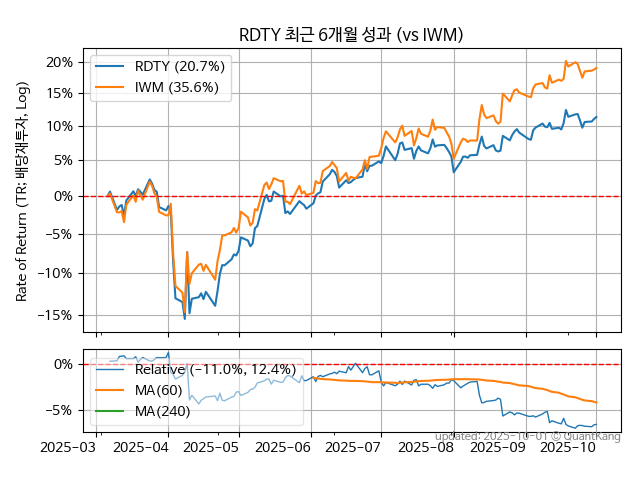 RDTY 최근 6개월 성과 (vs IWM)
Rate of Return (TR: 배당재투자, Log)
20%
15%
10%
5%
0%
−5%
−10%
−15%
RDTY (20.7%)
IWM (35.6%)
0%
−5%
Relative (−11.0%, 12.4%)
MA(60)
MA(240)
updated: 2025-10-01 © QuantKang
2025-03 2025-04 2025-05 2025-06 2025-07 2025-08 2025-09 2025-10